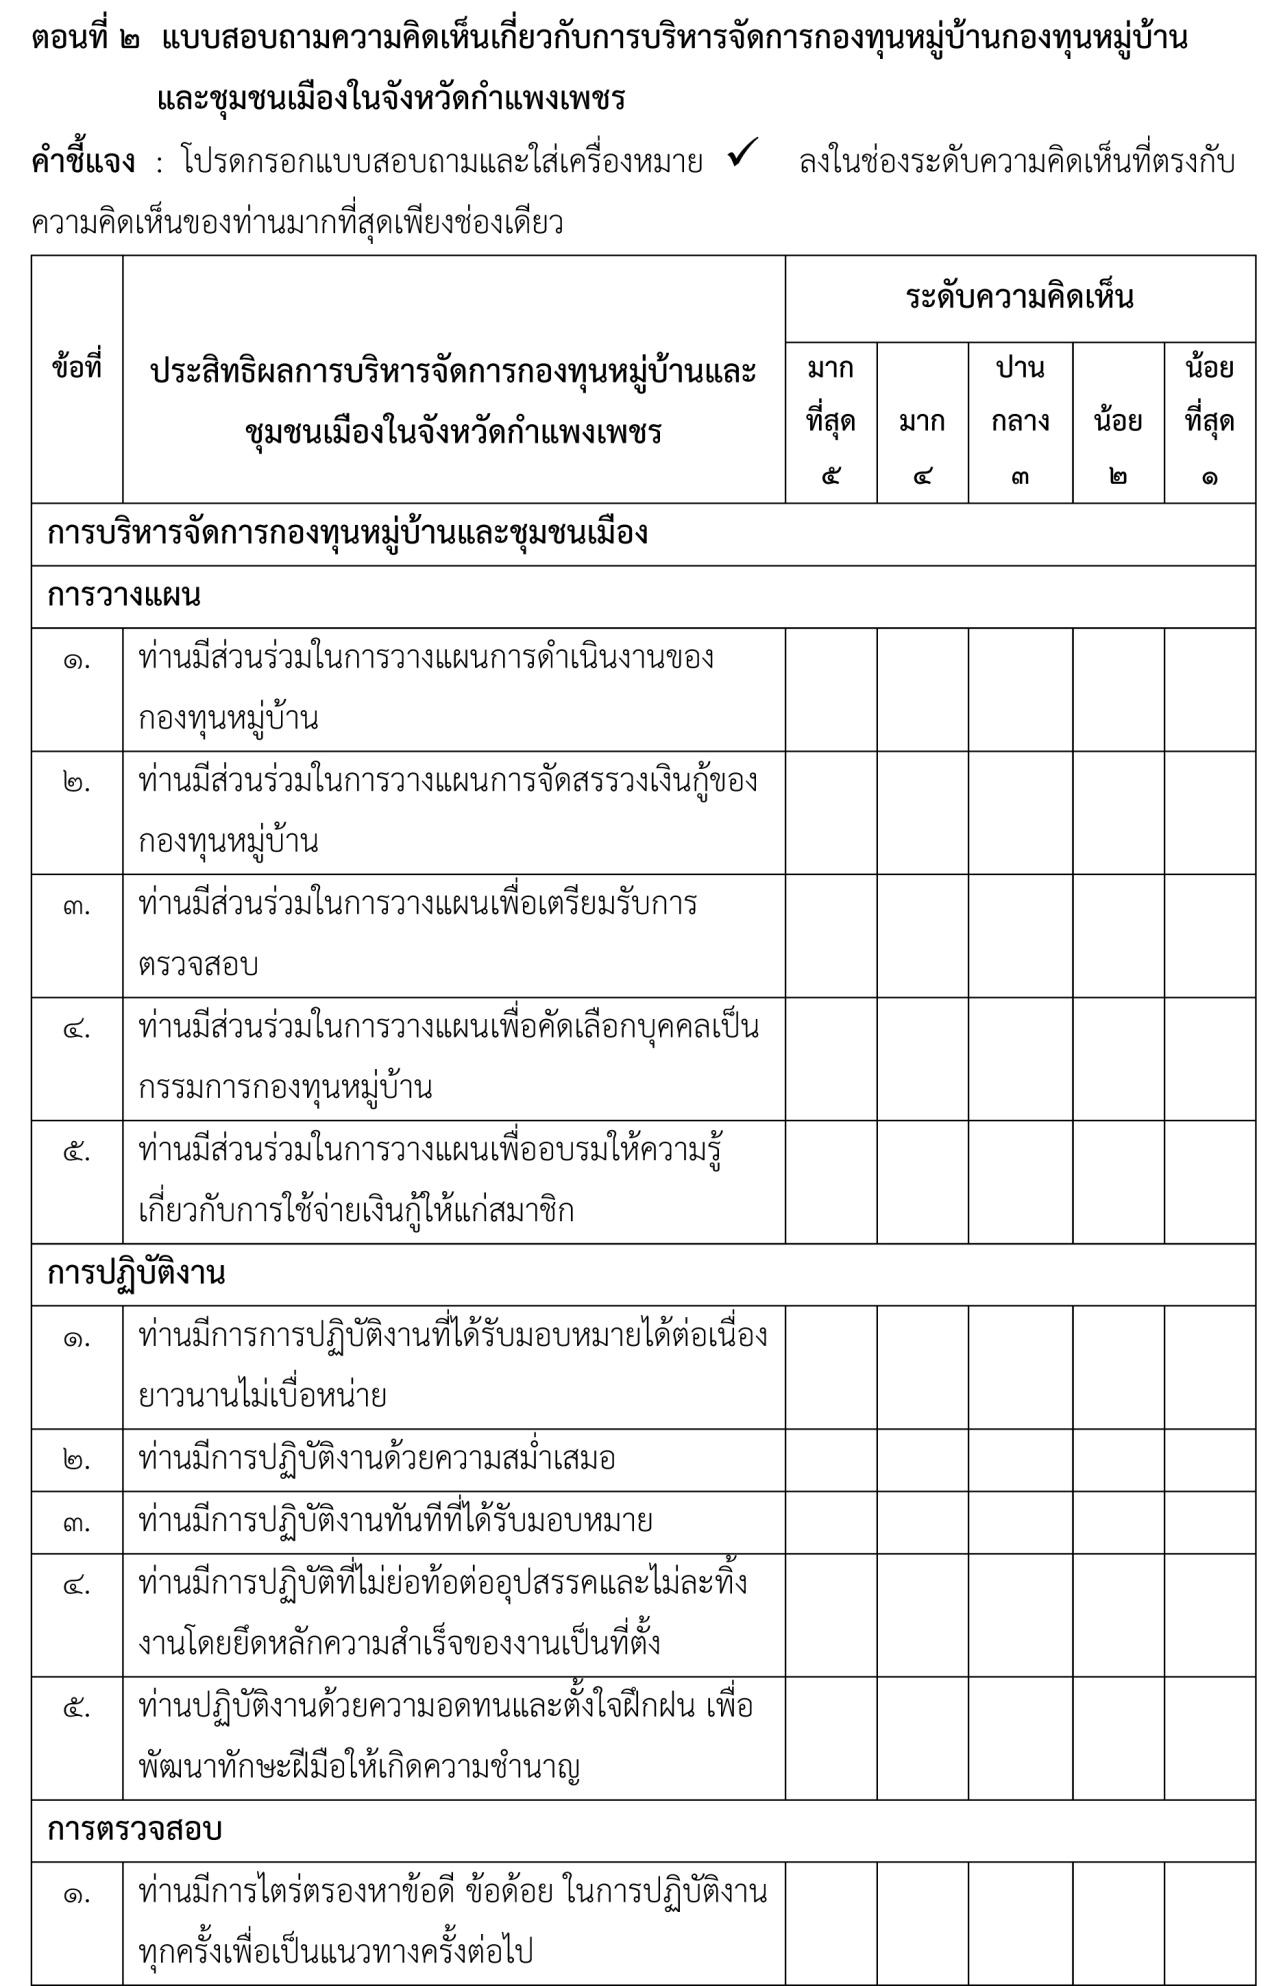 ตอนที่ ๒ แบบสอบถามความคิดเห็นเกี่ยวกับการบริหารจัดการกองทุนหมู่บ้านกองทุนหมู่บ้าน
และชุมชนเมืองในจังหวัดกำแพงเพชร
คำชี้แจง : โปรดกรอกแบบสอบถามและใส่เครื่องหมาย ✓ ลงในช่องระดับความคิดเห็นที่ตรงกับ
ความคิดเห็นของท่านมากที่สุดเพียงช่องเดียว
ข้อที่
ประสิทธิผลการบริหารจัดการกองทุนหมู่บ้านและ
ชุมชนเมืองในจังหวัดกำแพงเพชร
ระดับความคิดเห็น
มาก
ที่สุด
๕
มาก
๔
ปาน
กลาง
๓
น้อย
๒
น้อย
ที่สุด
๑
การบริหารจัดการกองทุนหมู่บ้านและชุมชนเมือง
การวางแผน
๑. ท่านมีส่วนร่วมในการวางแผนการดำเนินงานของ
กองทุนหมู่บ้าน
๒. ท่านมีส่วนร่วมในการวางแผนการจัดสรรวงเงินกู้ของ
กองทุนหมู่บ้าน
๓. ท่านมีส่วนร่วมในการวางแผนเพื่อเตรียมรับการ
ตรวจสอบ
๔. ท่านมีส่วนร่วมในการวางแผนเพื่อคัดเลือกบุคคลเป็น
กรรมการกองทุนหมู่บ้าน
๕. ท่านมีส่วนร่วมในการวางแผนเพื่ออบรมให้ความรู้
เกี่ยวกับการใช้จ่ายเงินกู้ให้แก่สมาชิก
การปฏิบัติงาน
๑. ท่านมีการการปฏิบัติงานที่ได้รับมอบหมายได้ต่อเนื่อง
ยาวนานไม่เบื่อหน่าย
๒. ท่านมีการปฏิบัติงานด้วยความสม่ำเสมอ
๓. ท่านมีการปฏิบัติงานทันทีที่ได้รับมอบหมาย
๔. ท่านมีการปฏิบัติที่ไม่ย่อท้อต่ออุปสรรคและไม่ละทิ้ง
งานโดยยึดหลักความสำเร็จของงานเป็นที่ตั้ง
๕. ท่านปฏิบัติงานด้วยความอดทนและตั้งใจฝึกฝน เพื่อ
พัฒนาทักษะฝีมือให้เกิดความชำนาญ
การตรวจสอบ
๑. ท่านมีการไตร่ตรองหาข้อดี ข้อด้อย ในการปฏิบัติงาน
ทุกครั้งเพื่อเป็นแนวทางครั้งต่อไป